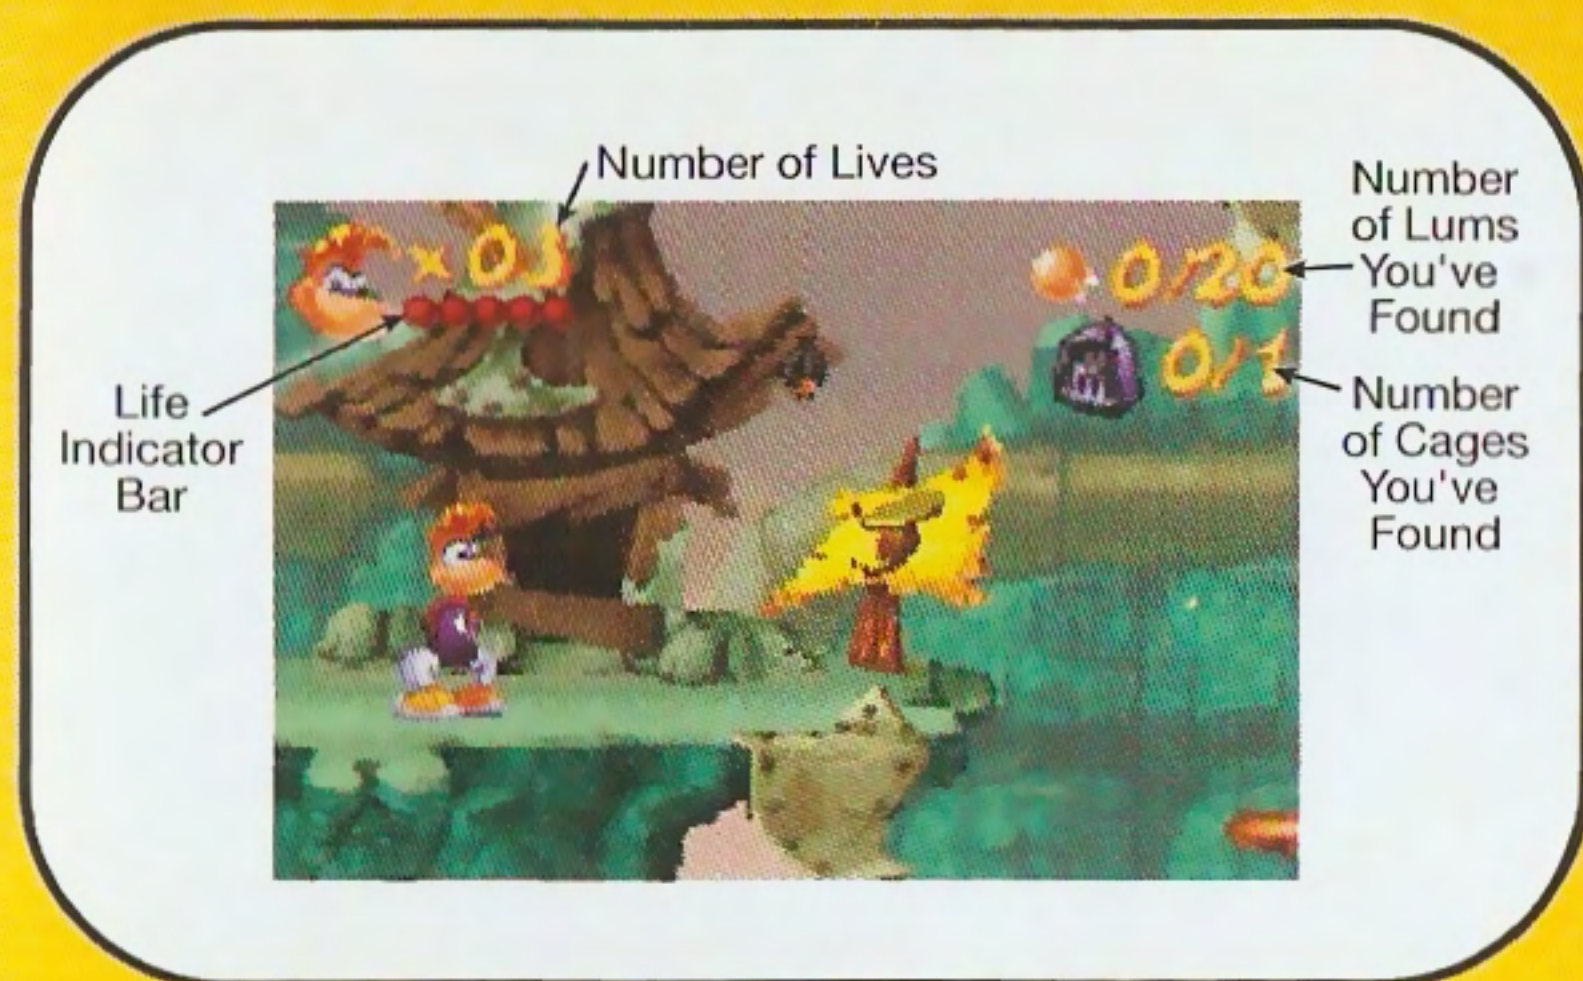 Number of Lives
Number
of Lums
You've
Found
x 03
0/20
0/1
Life
Indicator
Bar
Number
of Cages
You've
Found